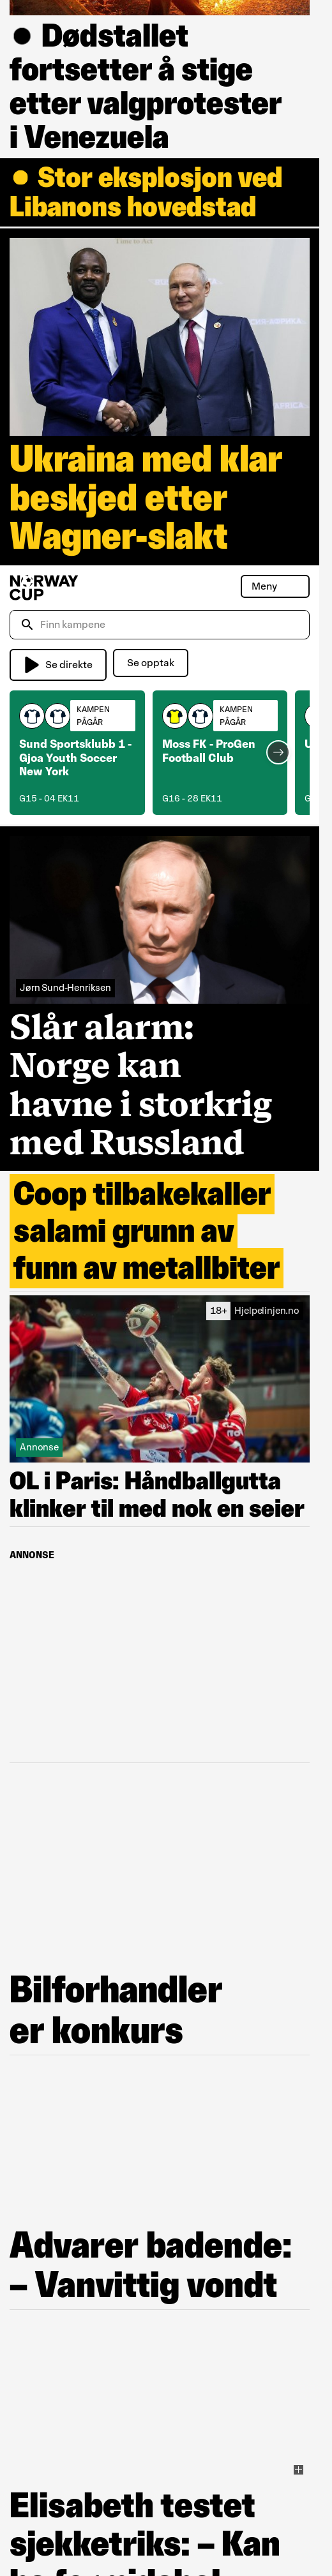 Dødstallet
fortsetter å stige
etter valgprotester
i Venezuela
Stor eksplosjon ved
Libanons hovedstad
Ukraina med klar
beskjed etter
Wagner-slakt
NORWAY
CUP
Meny
Finn kampene
Se direkte
Se opptak
KAMPEN
PÅGÅR
Sund Sportsklubb 1 -
Gjoa Youth Soccer
New York
G15 - 04 EK11
KAMPEN
PÅGÅR
Moss FK - ProGen
Football Club
G16 - 28 EK11
Jørn Sund-Henriksen
Slår alarm:
Norge kan
havne i storkrig
med Russland
Coop tilbakekaller
salami grunn av
funn av metallbiter
18+ Hjelpelinjen.no
Annonse
OL i Paris: Håndballgutta
klinker til med nok en seier
ANNONSE
Bilforhandler
er konkurs
Advarer badende:
– Vanvittig vondt
Elisabeth testet
sjekketriks: – Kan